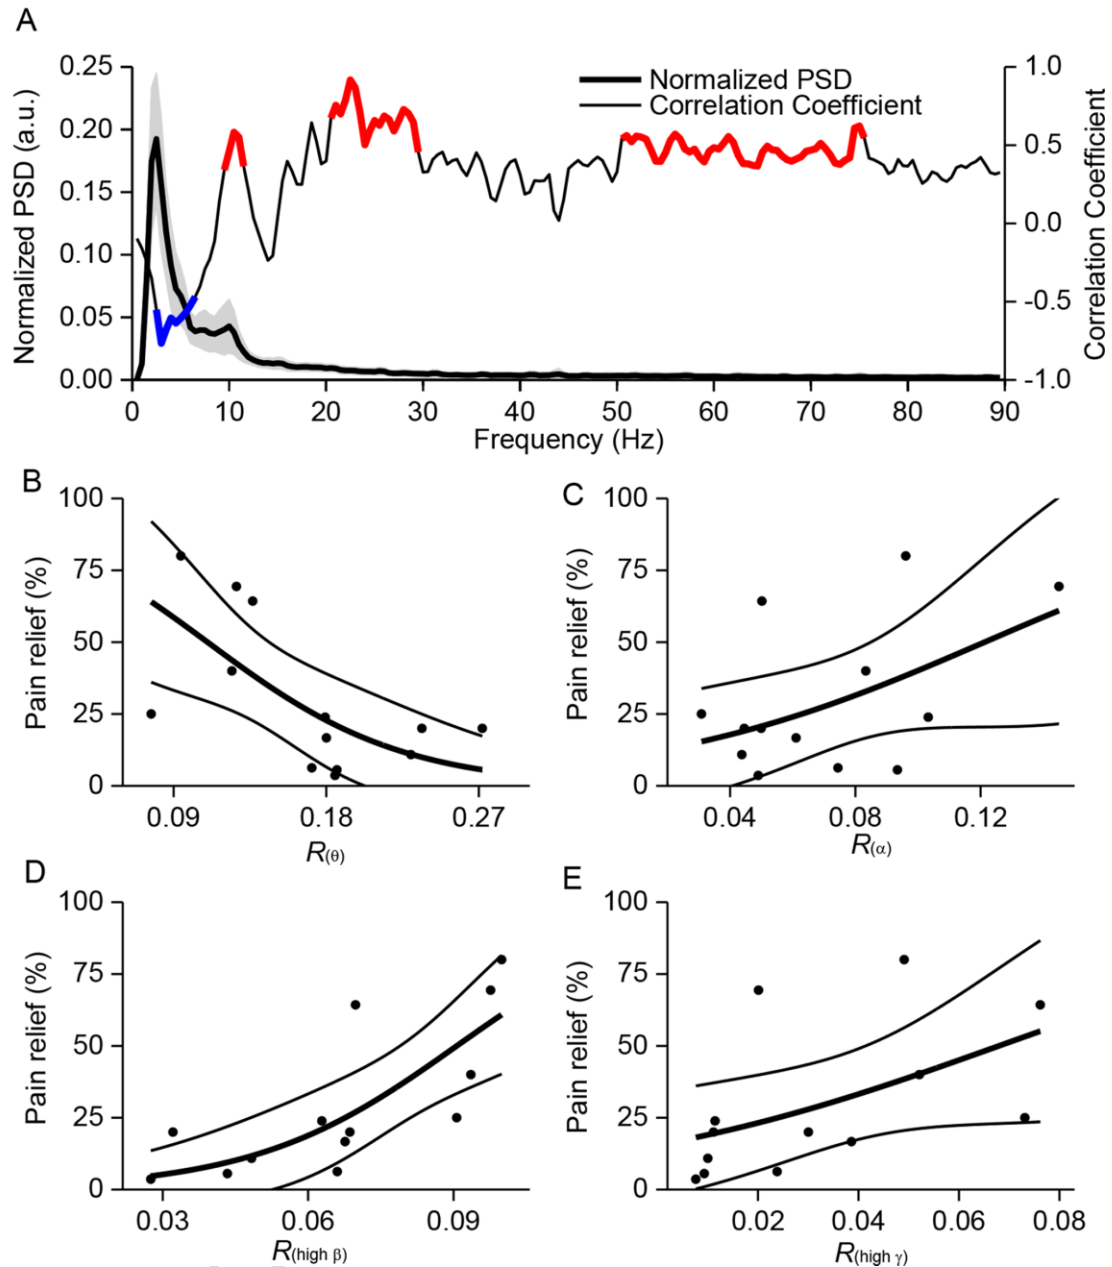 A
Normalized PSD (a.u.)
0.25
0.20
0.15
0.10
0.05
0.00
Normalized PSD
Correlation Coefficient
1.0
0.5
0.0
-0.5
-1.0
Correlation Coefficient
0 10 20 30 40 50 60 70 80 90
Frequency (Hz)
B
Pain relief (%)
100
75
50
25
0
0.09 0.18 0.27
R(θ)
C
Pain relief (%)
100
75
50
25
0
0.04 0.08 0.12
R(α)
D
Pain relief (%)
100
75
50
25
0
0.03 0.06 0.09
R(high β)
E
Pain relief (%)
100
75
50
25
0
0.02 0.04 0.06 0.08
R(high γ)